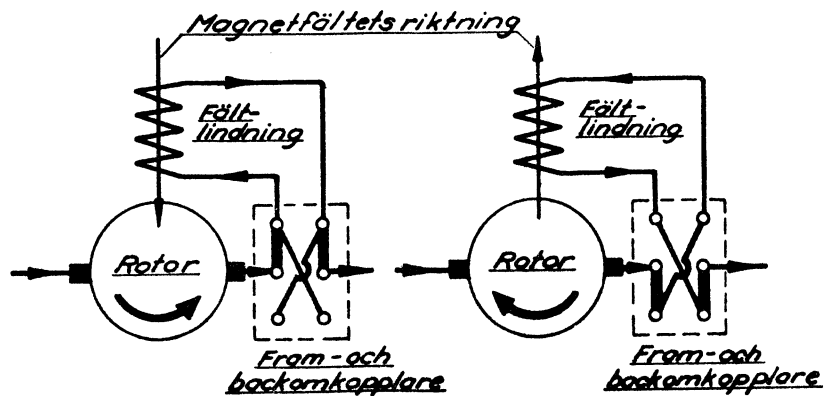 Magnetfältets riktning
Fält-
lindning
Rotor
Fram-och
backomkopplare
Fält-
lindning
Rotor
Fram-och
backomkopplare